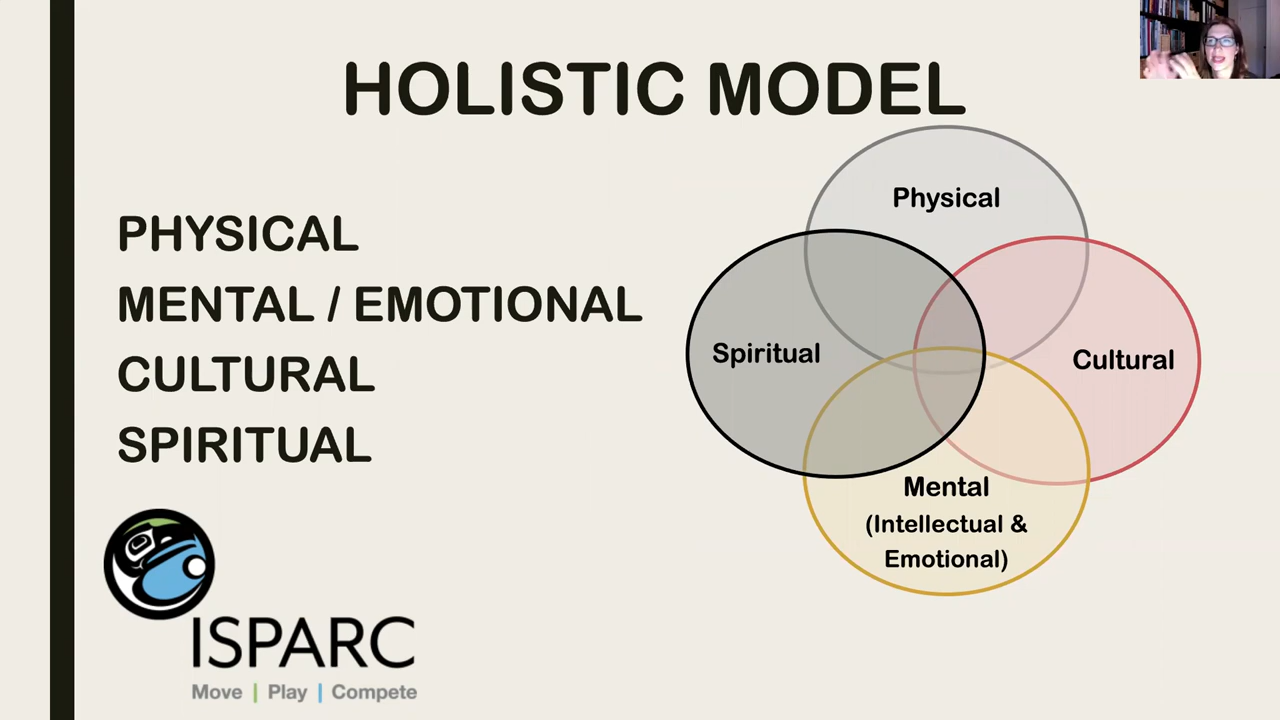 HOLISTIC MODEL
PHYSICAL
MENTAL / EMOTIONAL
CULTURAL
SPIRITUAL
Physical
Spiritual
Cultural
Mental
(Intellectual &
Emotional)
ISPARC
Move | Play | Compete